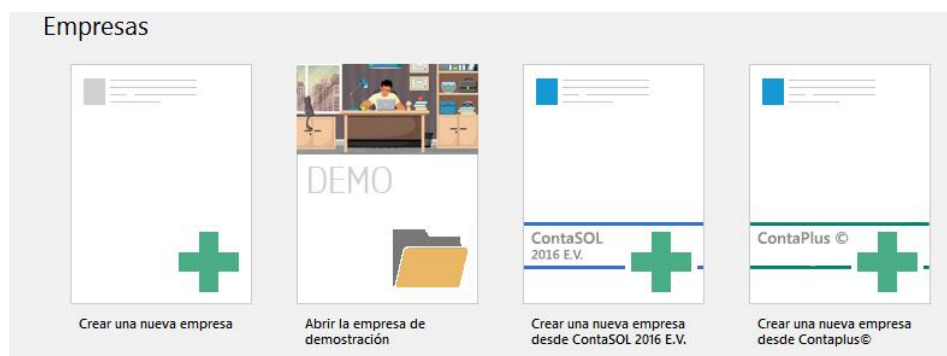 Empresas
DEMO
ContaSOL
2016 E.V.
ContaPlus ©
Crear una nueva empresa
Abrir la empresa de
demostración
Crear una nueva empresa
desde ContaSOL 2016 E.V.
Crear una nueva empresa
desde Contaplus©